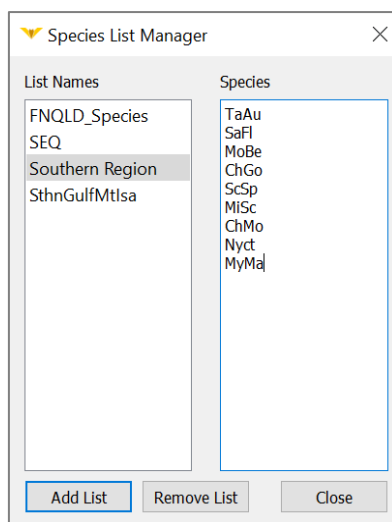 Species List Manager
List Names
Species
FNQLD_Species
SEQ
Southern Region
SthnGulfMtIsa
TaAu
SaFl
MoBe
ChGo
ScSp
MiSc
ChMo
Nyct
MyMa
Add List
Remove List
Close